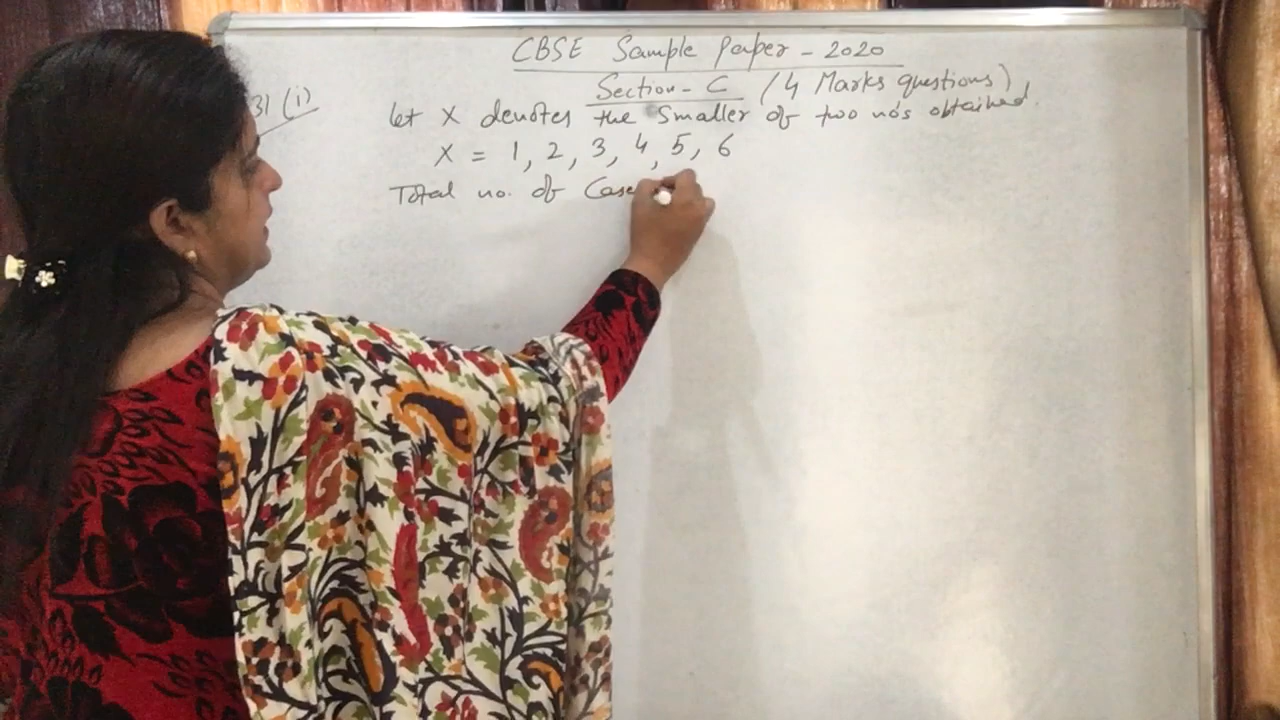 CBSE Sample Paper - 2020
Section - C (4 Marks questions)
31 (i)
let X denotes the smaller of two no's obtained.
X = 1, 2, 3, 4, 5, 6
Total no. of Case